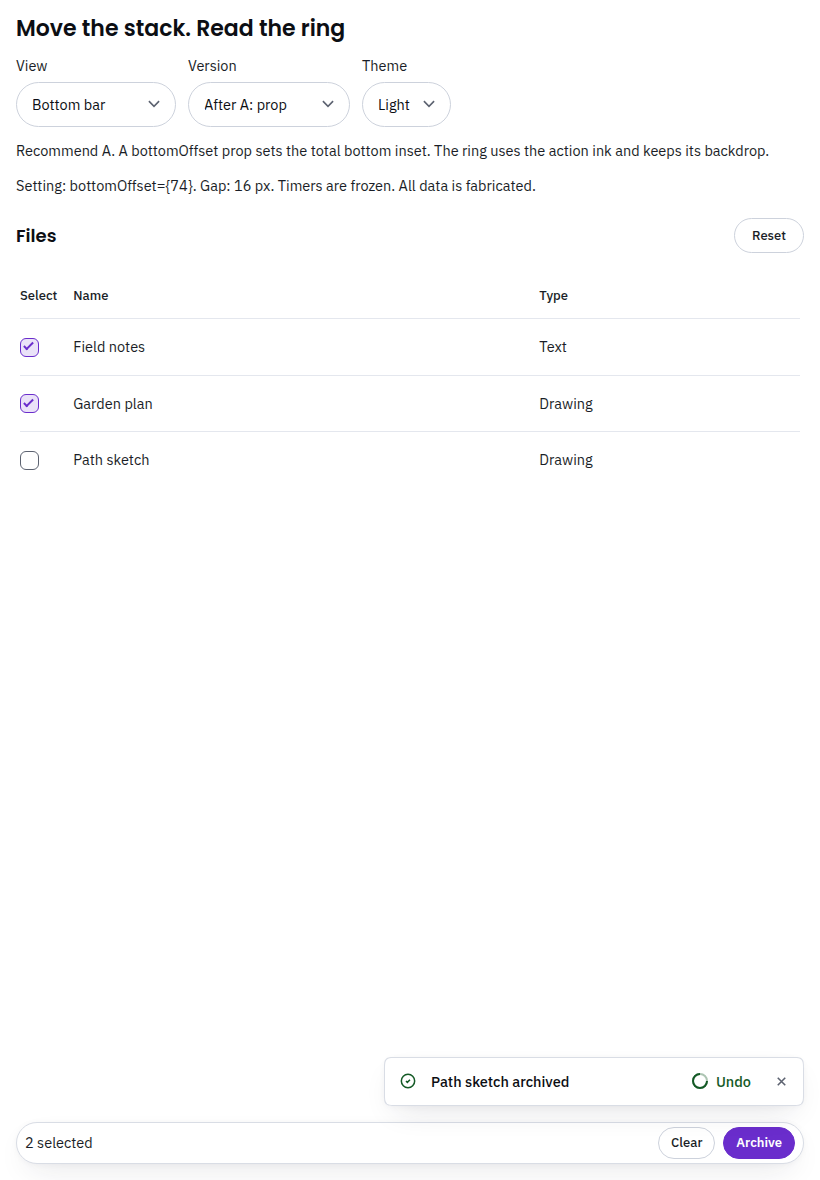 Move the stack. Read the ring
View Version Theme
Bottom bar After A: prop Light
Recommend A. A bottomOffset prop sets the total bottom inset. The ring uses the action ink and keeps its backdrop.
Setting: bottomOffset={74}. Gap: 16 px. Timers are frozen. All data is fabricated.
Files Reset
Select Name Type
Field notes Text
Garden plan Drawing
Path sketch Drawing
Path sketch archived Undo
2 selected Clear Archive